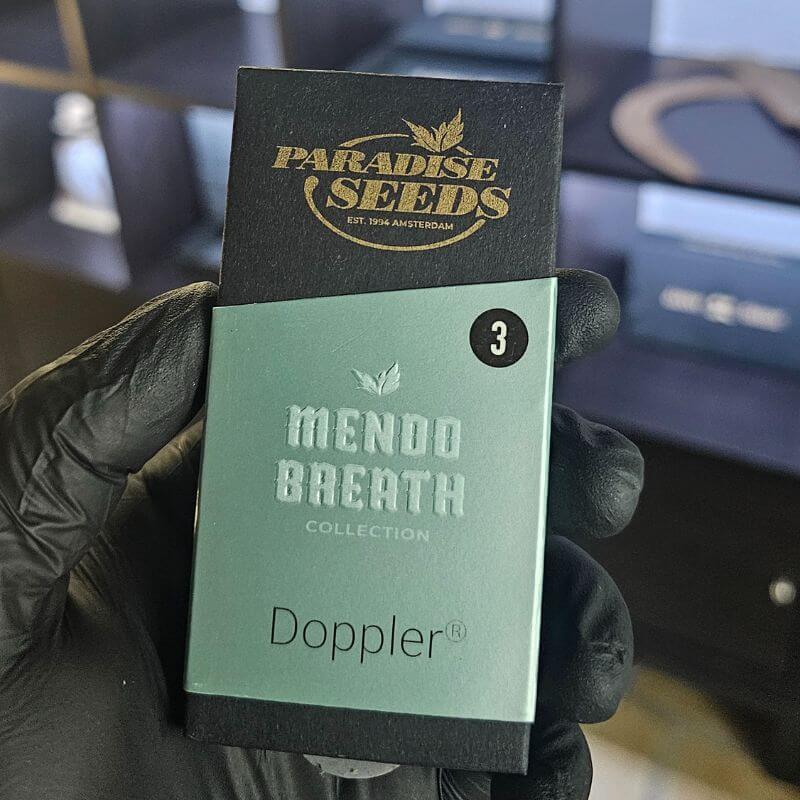 PARADISE
SEEDS
EST. 1994 AMSTERDAM
3
MENDO
BREATH
COLLECTION
Doppler®